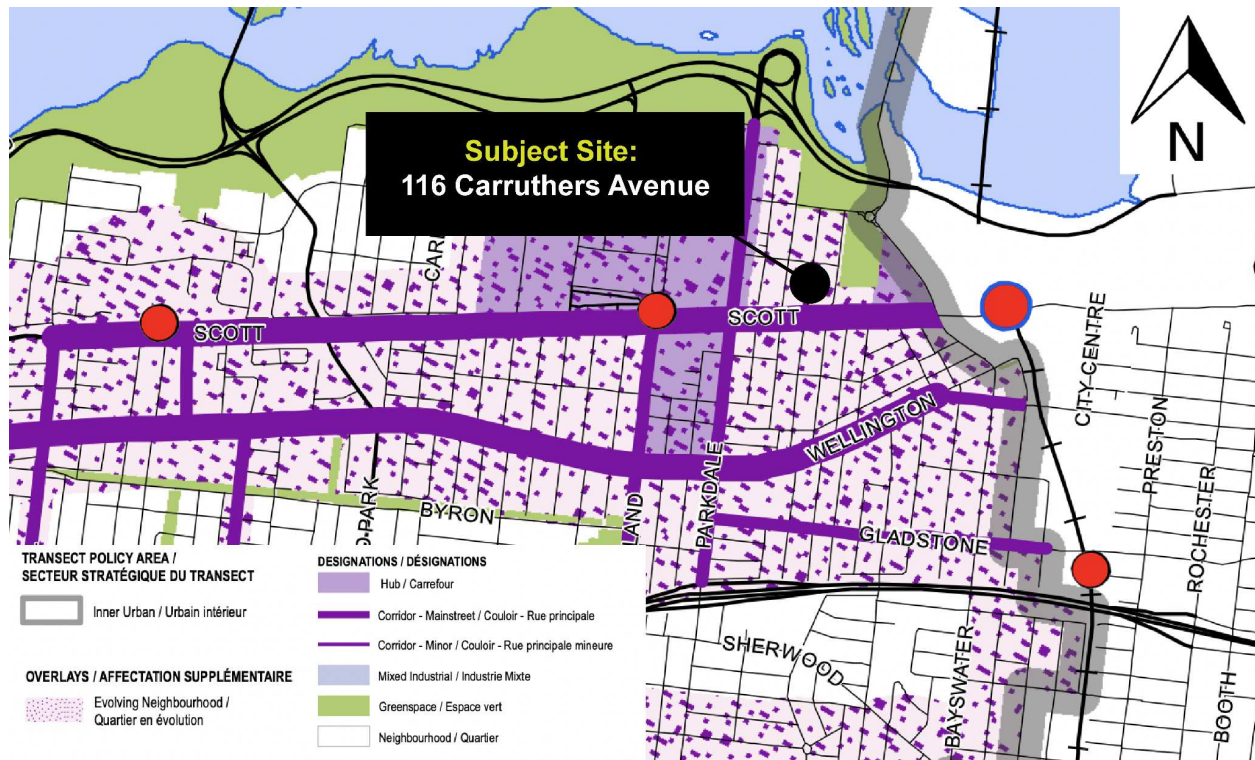 N
Subject Site:
116 Carruthers Avenue
SCOTT
SCOTT
CITY CENTRE
PRESTON
ROCHESTER
WELLINGTON
PARKDALE
BYRON
GLADSTONE
SHERWOOD
BAYSWATER
BOOTH
TRANSECT POLICY AREA /
SECTEUR STRATÉGIQUE DU TRANSECT
Inner Urban / Urbain intérieur
OVERLAYS / AFFECTATION SUPPLÉMENTAIRE
Evolving Neighbourhood /
Quartier en évolution
DESIGNATIONS / DÉSIGNATIONS
Hub / Carrefour
Corridor - Mainstreet / Couloir - Rue principale
Corridor - Minor / Couloir - Rue principale mineure
Mixed Industrial / Industrie Mixte
Greenspace / Espace vert
Neighbourhood / Quartier